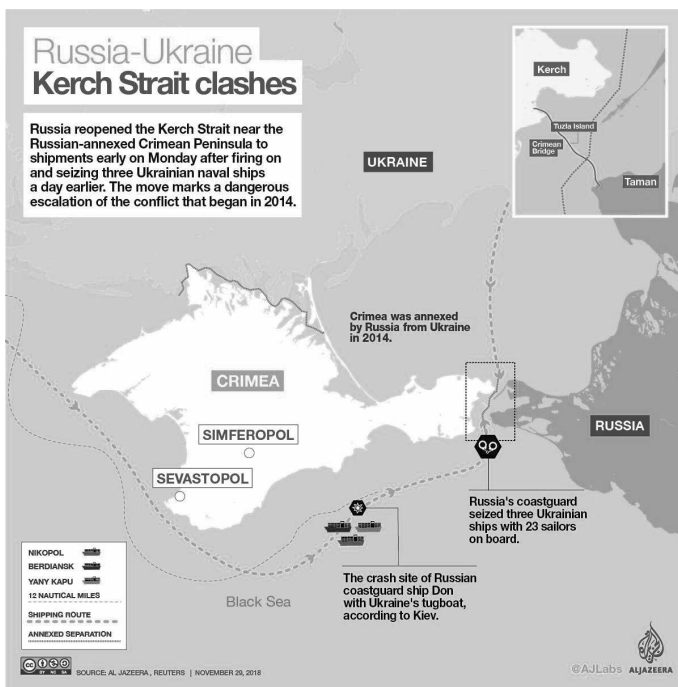 Russia-Ukraine
Kerch Strait clashes
Russia reopened the Kerch Strait near the
Russian-annexed Crimean Peninsula to
shipments early on Monday after firing on
and seizing three Ukrainian naval ships
a day earlier. The move marks a dangerous
escalation of the conflict that began in 2014.
Kerch
Tuzla Island
Crimean
Bridge
Taman
UKRAINE
Crimea was annexed
by Russia from Ukraine
in 2014.
CRIMEA
RUSSIA
SIMFEROPOL
SEVASTOPOL
Russia's coastguard
seized three Ukrainian
ships with 23 sailors
on board.
The crash site of Russian
coastguard ship Don
with Ukraine's tugboat,
according to Kiev.
Black Sea
NIKOPOL
BERDIANSK
YANY KAPU
12 NAUTICAL MILES
SHIPPING ROUTE
ANNEXED SEPARATION
cc BY NC SA
SOURCE: AL JAZEERA, REUTERS | NOVEMBER 29, 2018
@AJLabs
ALJAZEERA